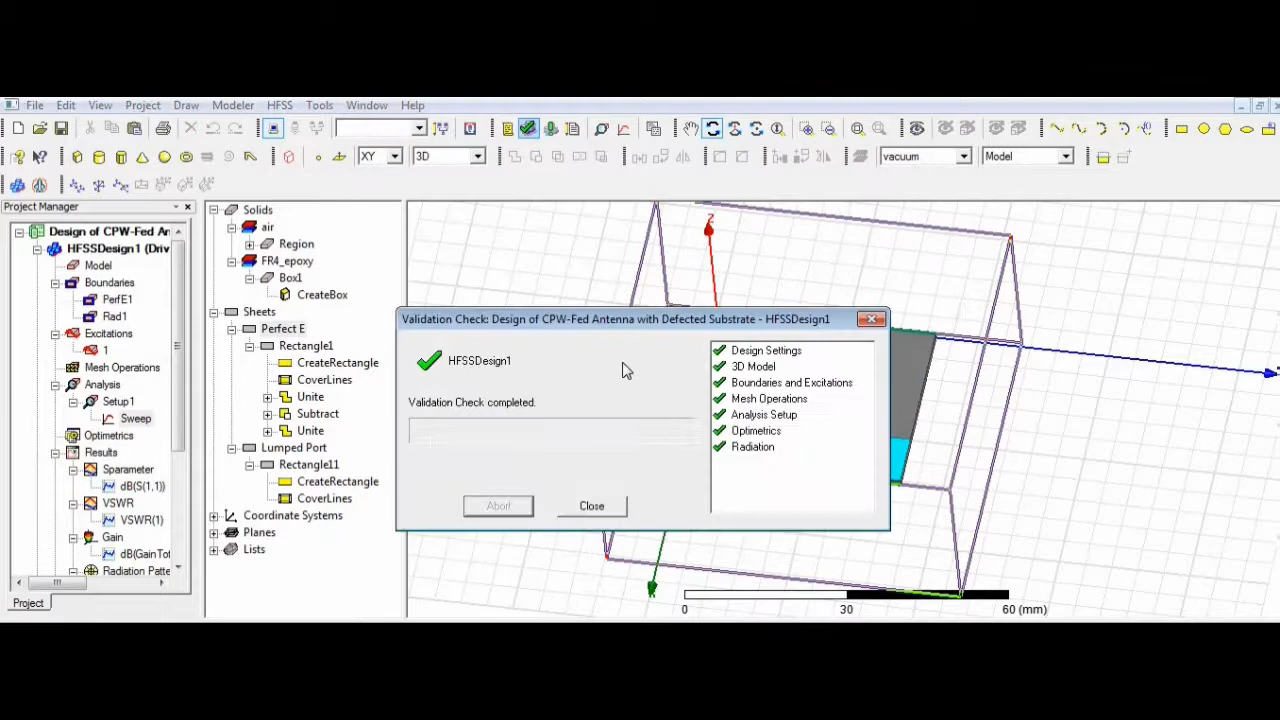 File Edit View Project Draw Modeler HFSS Tools Window Help
XY 3D vacuum Model
Project Manager
Design of CPW-Fed An
HFSSDesign1 (Driv
Model
Boundaries
PerfE1
Rad1
Excitations
1
Mesh Operations
Analysis
Setup1
Sweep
Optimetrics
Results
Sparameter
dB(S(1,1))
VSWR
VSWR(1)
Gain
dB(GainTot
Radiation Patte
Project
Solids
air
Region
FR4_epoxy
Box1
CreateBox
Sheets
Perfect E
Rectangle1
CreateRectangle
CoverLines
Unite
Subtract
Unite
Lumped Port
Rectangle11
CreateRectangle
CoverLines
Coordinate Systems
Planes
Lists
Z
Validation Check: Design of CPW-Fed Antenna with Defected Substrate - HFSSDesign1
HFSSDesign1
Validation Check completed.
Abort Close
Design Settings
3D Model
Boundaries and Excitations
Mesh Operations
Analysis Setup
Optimetrics
Radiation
0 30 60 (mm)